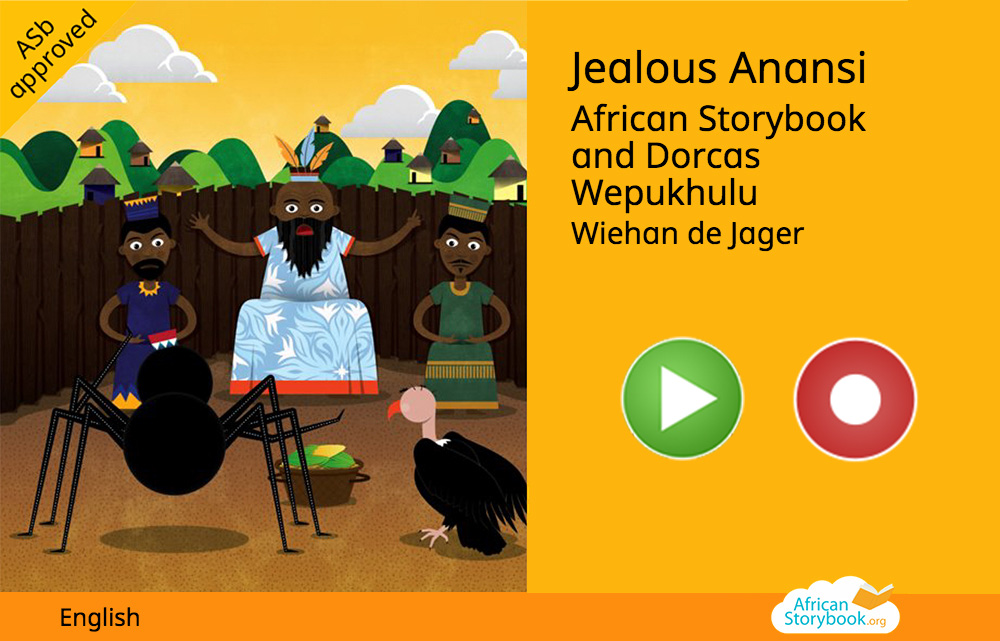 ASb
approved
Jealous Anansi
African Storybook
and Dorcas
Wepukhulu
Wiehan de Jager
English
African
Storybook.org